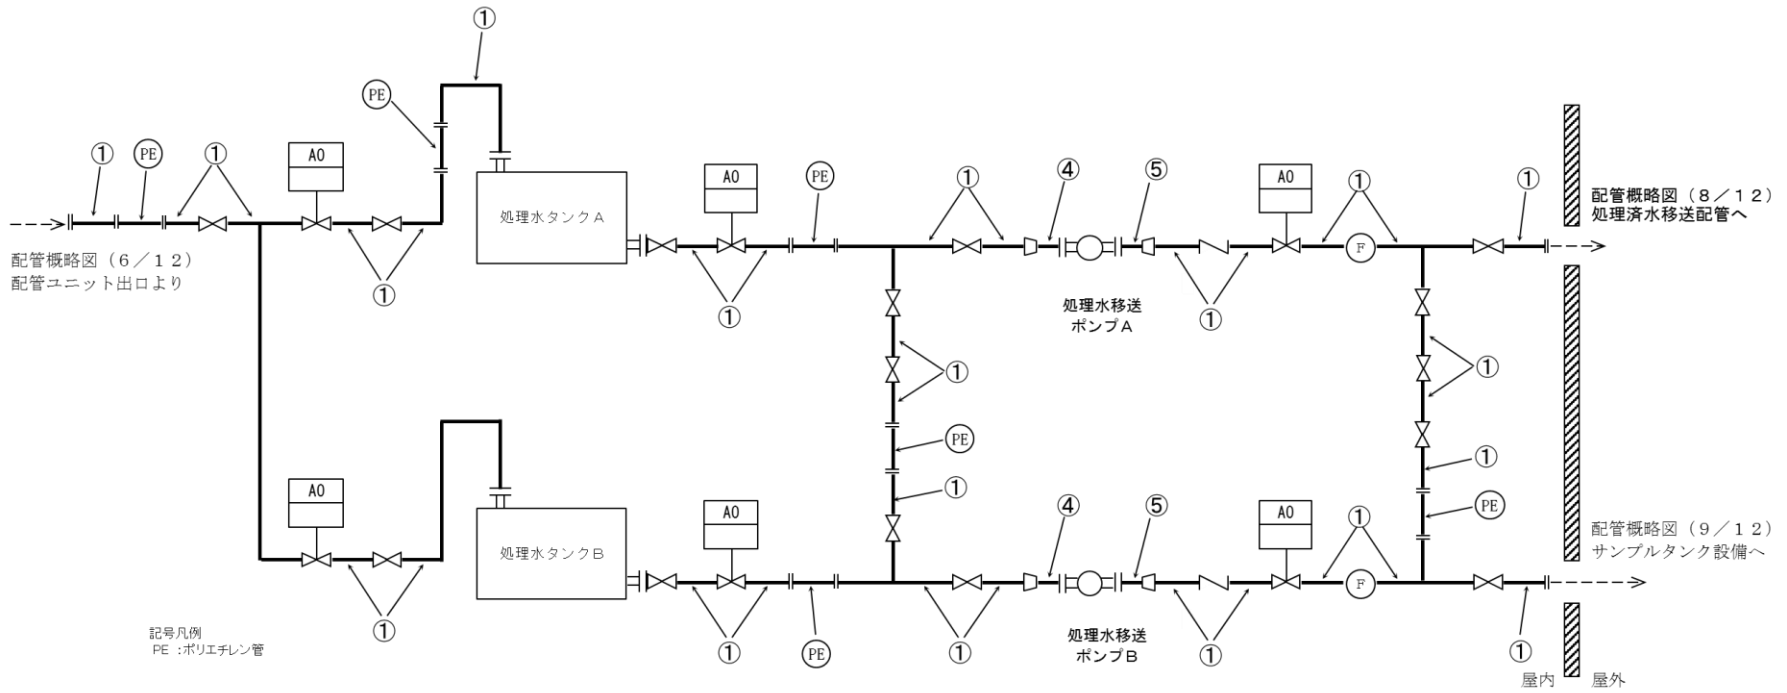 ①
PE
① PE ① AO
AO PE ① ④ ⑤ AO ① ①
配管概略図（8／12）
処理済水移送配管へ
処理水タンクA
F
配管概略図（6／12）
配管ユニット出口より
①
① ①
処理水移送
ポンプA
① ①
PE
① ①
AO
AO ④ ⑤ AO ① PE
配管概略図（9／12）
サンプルタンク設備へ
処理水タンクB
F
①
① PE ① ① ①
処理水移送
ポンプB
記号凡例
PE ：ポリエチレン管
屋内 屋外